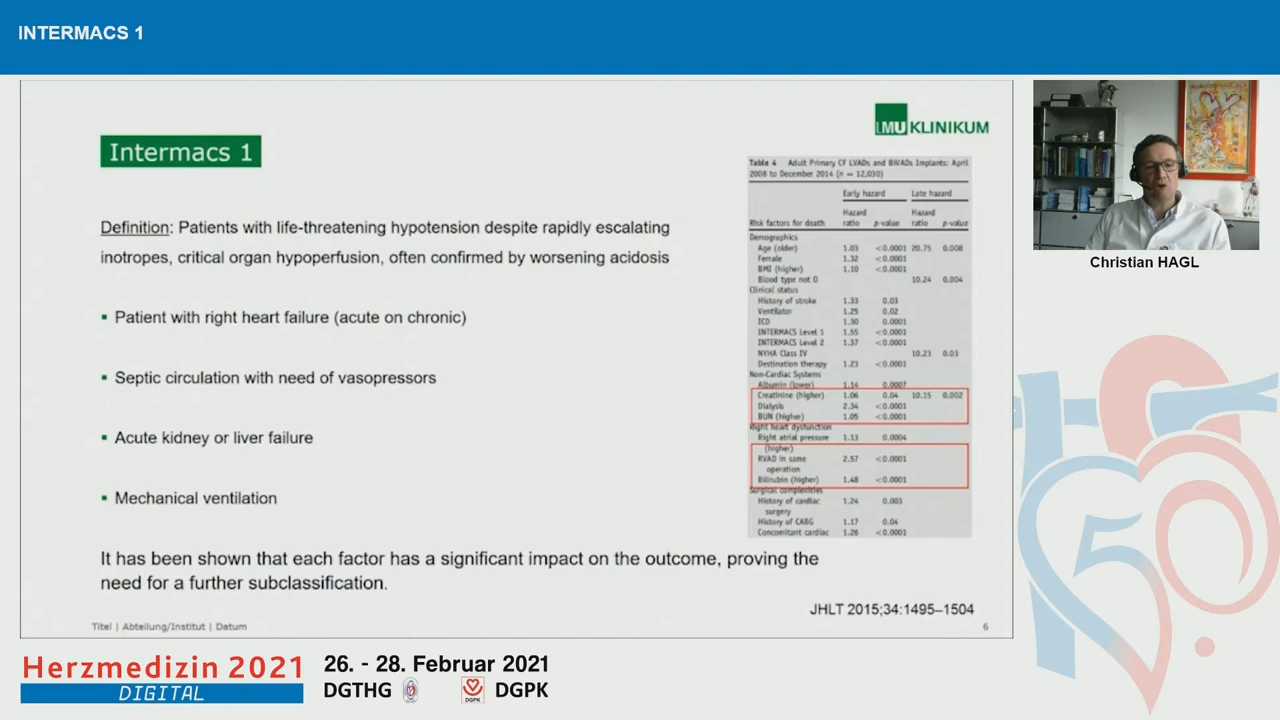 INTERMACS 1
LMU KLINIKUM
Intermacs 1
Definition: Patients with life-threatening hypotension despite rapidly escalating
inotropes, critical organ hypoperfusion, often confirmed by worsening acidosis
▪ Patient with right heart failure (acute on chronic)
▪ Septic circulation with need of vasopressors
▪ Acute kidney or liver failure
▪ Mechanical ventilation
It has been shown that each factor has a significant impact on the outcome, proving the
need for a further subclassification.
Table 4 Adult Primary CF LVADs and BiVADs Implants: April
2008 to December 2014 (n = 12,030)
Early hazard Late hazard
Risk factors for death Hazard ratio p-value Hazard ratio p-value
Demographics
Age (older) 1.03 <0.0001 20.75 0.008
Female 1.32 <0.0001
BMI (higher) 1.10 <0.0001
Blood type not O 10.24 0.004
Clinical status
History of stroke 1.33 0.03
Ventilator 1.25 0.02
ICD 1.30 0.0001
INTERMACS Level 1 1.55 <0.0001
INTERMACS Level 2 1.37 <0.0001
NYHA Class IV 10.23 0.03
Destination therapy 1.23 <0.0001
Non-Cardiac Systems
Albumin (lower) 1.14 0.0007
Creatinine (higher) 1.06 0.04 10.15 0.002
Dialysis 2.34 <0.0001
BUN (higher) 1.05 <0.0001
Right heart dysfunction
Right atrial pressure 1.13 0.0004
(higher)
RVAD in same 2.57 <0.0001
operation
Bilirubin (higher) 1.48 <0.0001
Surgical complexities
History of cardiac 1.24 0.003
surgery
History of CABG 1.17 0.04
Concomitant cardiac 1.26 <0.0001
JHLT 2015;34:1495–1504
Titel | Abteilung/Institut | Datum 6
Christian HAGL
Herzmedizin 2021
DIGITAL
26. - 28. Februar 2021
DGTHG DGPK DGPK
50.